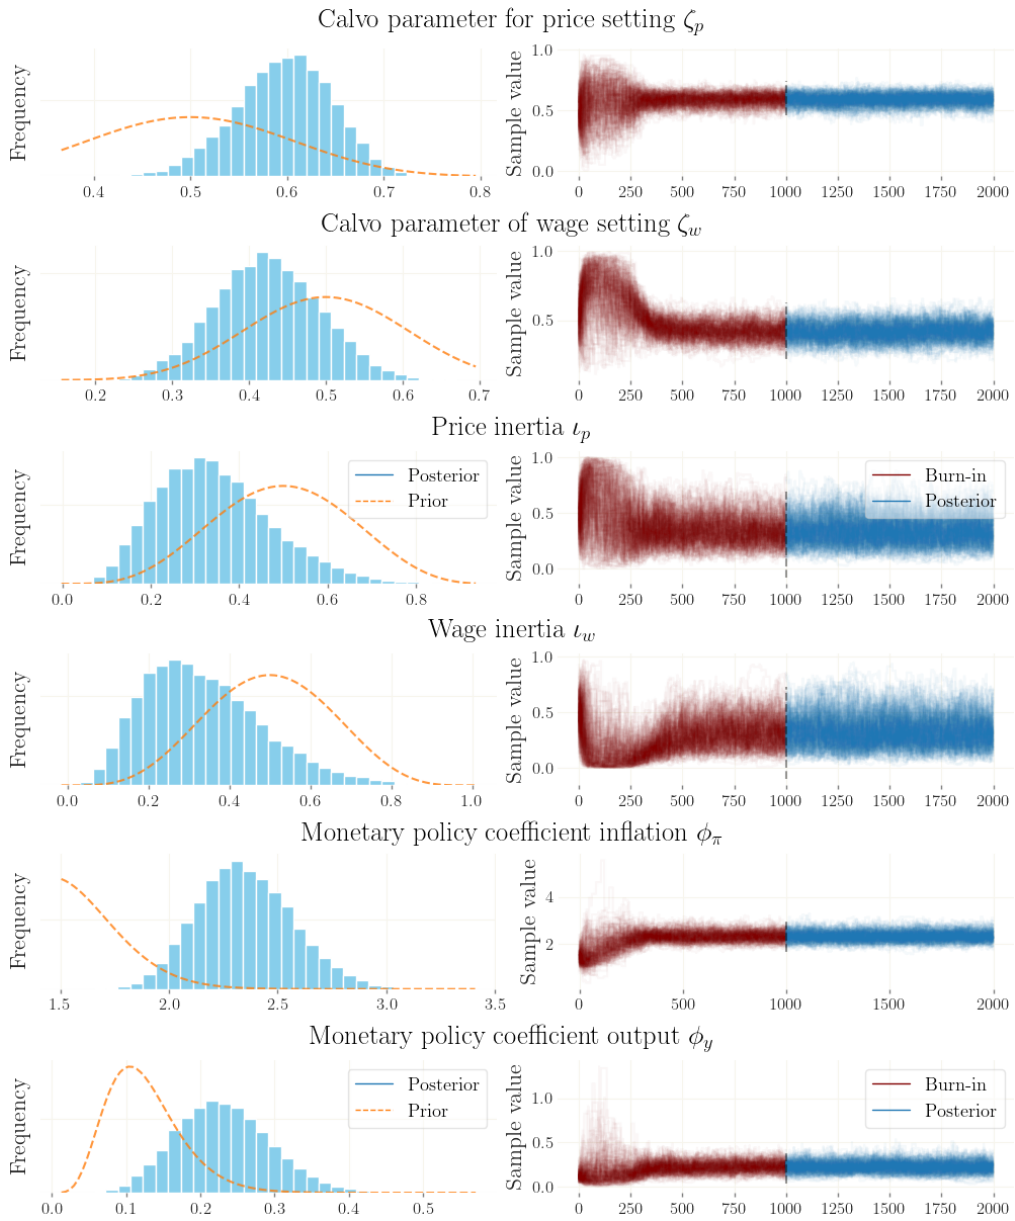 Calvo parameter for price setting ζp
Frequency
0.4 0.5 0.6 0.7 0.8
Sample value
1.0
0.5
0.0
0 250 500 750 1000 1250 1500 1750 2000
Calvo parameter of wage setting ζw
Frequency
0.2 0.3 0.4 0.5 0.6 0.7
Sample value
1.0
0.5
0 250 500 750 1000 1250 1500 1750 2000
Price inertia ιp
Frequency
Posterior
Prior
0.0 0.2 0.4 0.6 0.8
Sample value
1.0
0.5
0.0
Burn-in
Posterior
0 250 500 750 1000 1250 1500 1750 2000
Wage inertia ιw
Frequency
0.0 0.2 0.4 0.6 0.8 1.0
Sample value
1.0
0.5
0.0
0 250 500 750 1000 1250 1500 1750 2000
Monetary policy coefficient inflation ϕπ
Frequency
1.5 2.0 2.5 3.0 3.5
Sample value
4
2
500 1000 1500 2000
Monetary policy coefficient output ϕy
Frequency
Posterior
Prior
0.0 0.1 0.2 0.3 0.4 0.5
Sample value
1.0
0.5
0.0
Burn-in
Posterior
0 250 500 750 1000 1250 1500 1750 2000